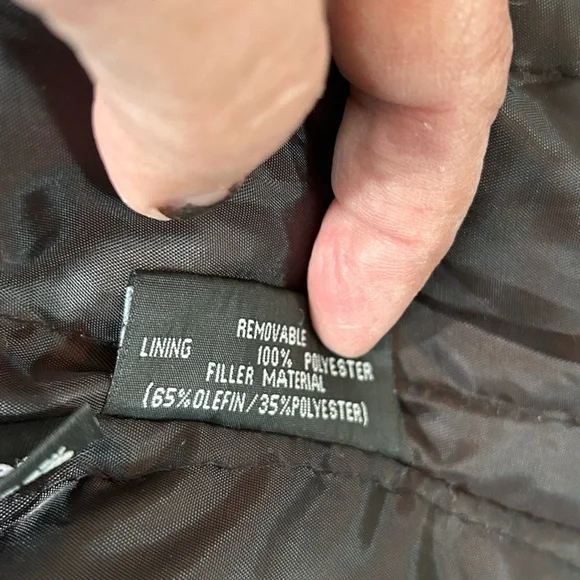 REMOVABLE
LINING 100% POLYESTER
FILLER MATERIAL
(65%OLEFIN/35%POLYESTER)